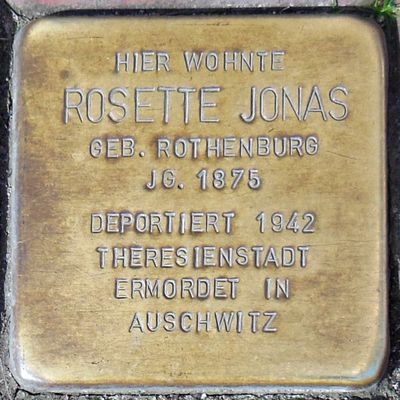 HIER WOHNTE
ROSETTE JONAS
GEB. ROTHENBURG
JG. 1875
DEPORTIERT 1942
THERESIENSTADT
ERMORDET IN
AUSCHWITZ